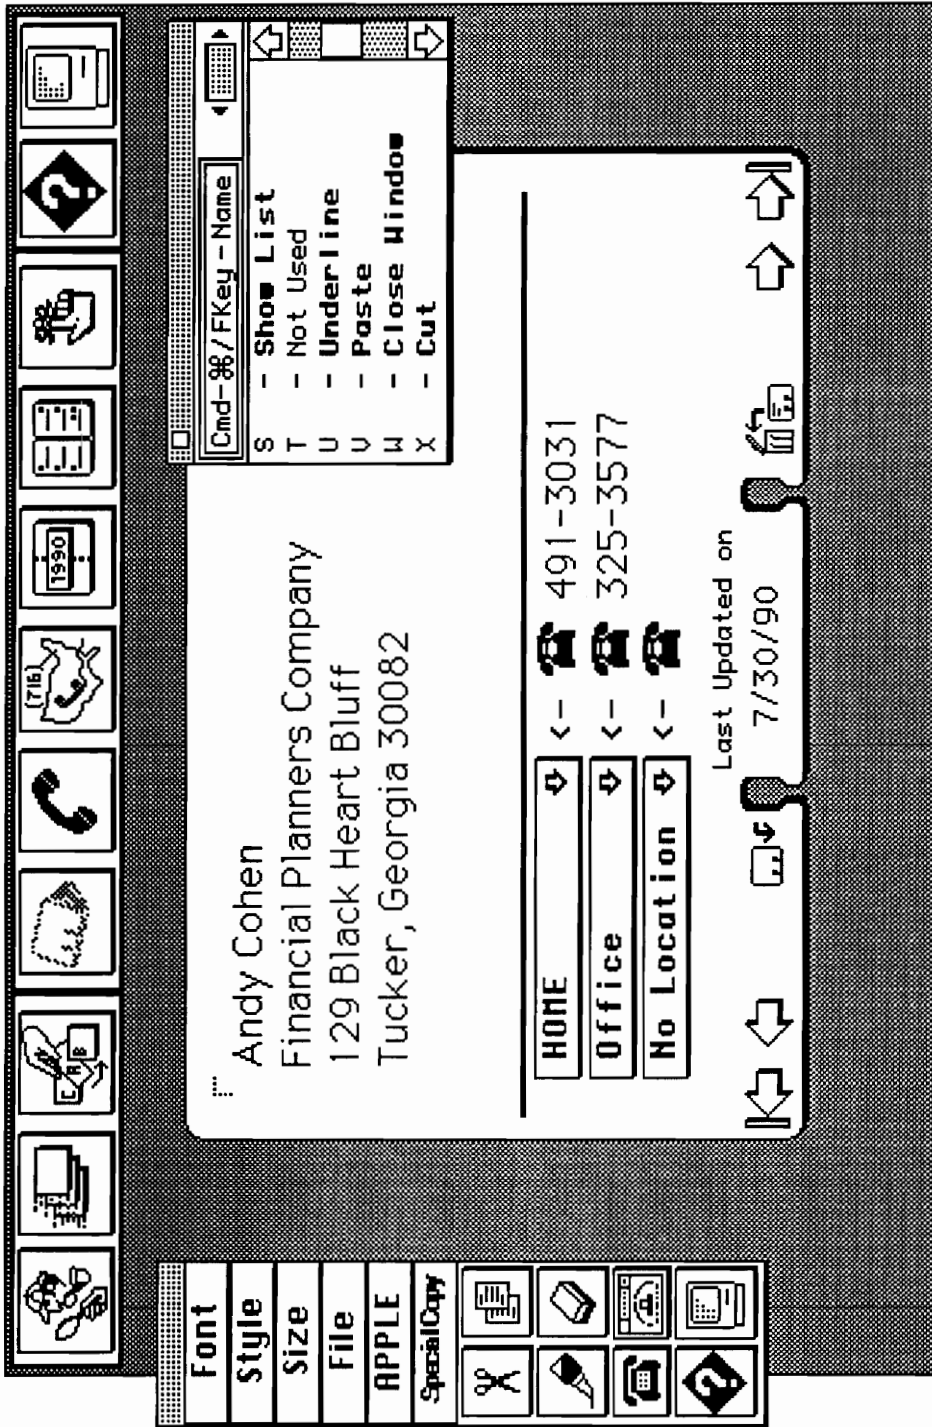 (716)
1990
Font
Style
Size
File
APPLE
SpecialCopy
Cmd-⌘/FKey-Name
S - Show List
T - Not Used
U - Underline
V - Paste
W - Close Window
X - Cut
Andy Cohen
Financial Planners Company
129 Black Heart Bluff
Tucker, Georgia 30082
HOME <- 491-3031
Office <- 325-3577
No Location <-
Last Updated on
7/30/90
C A B